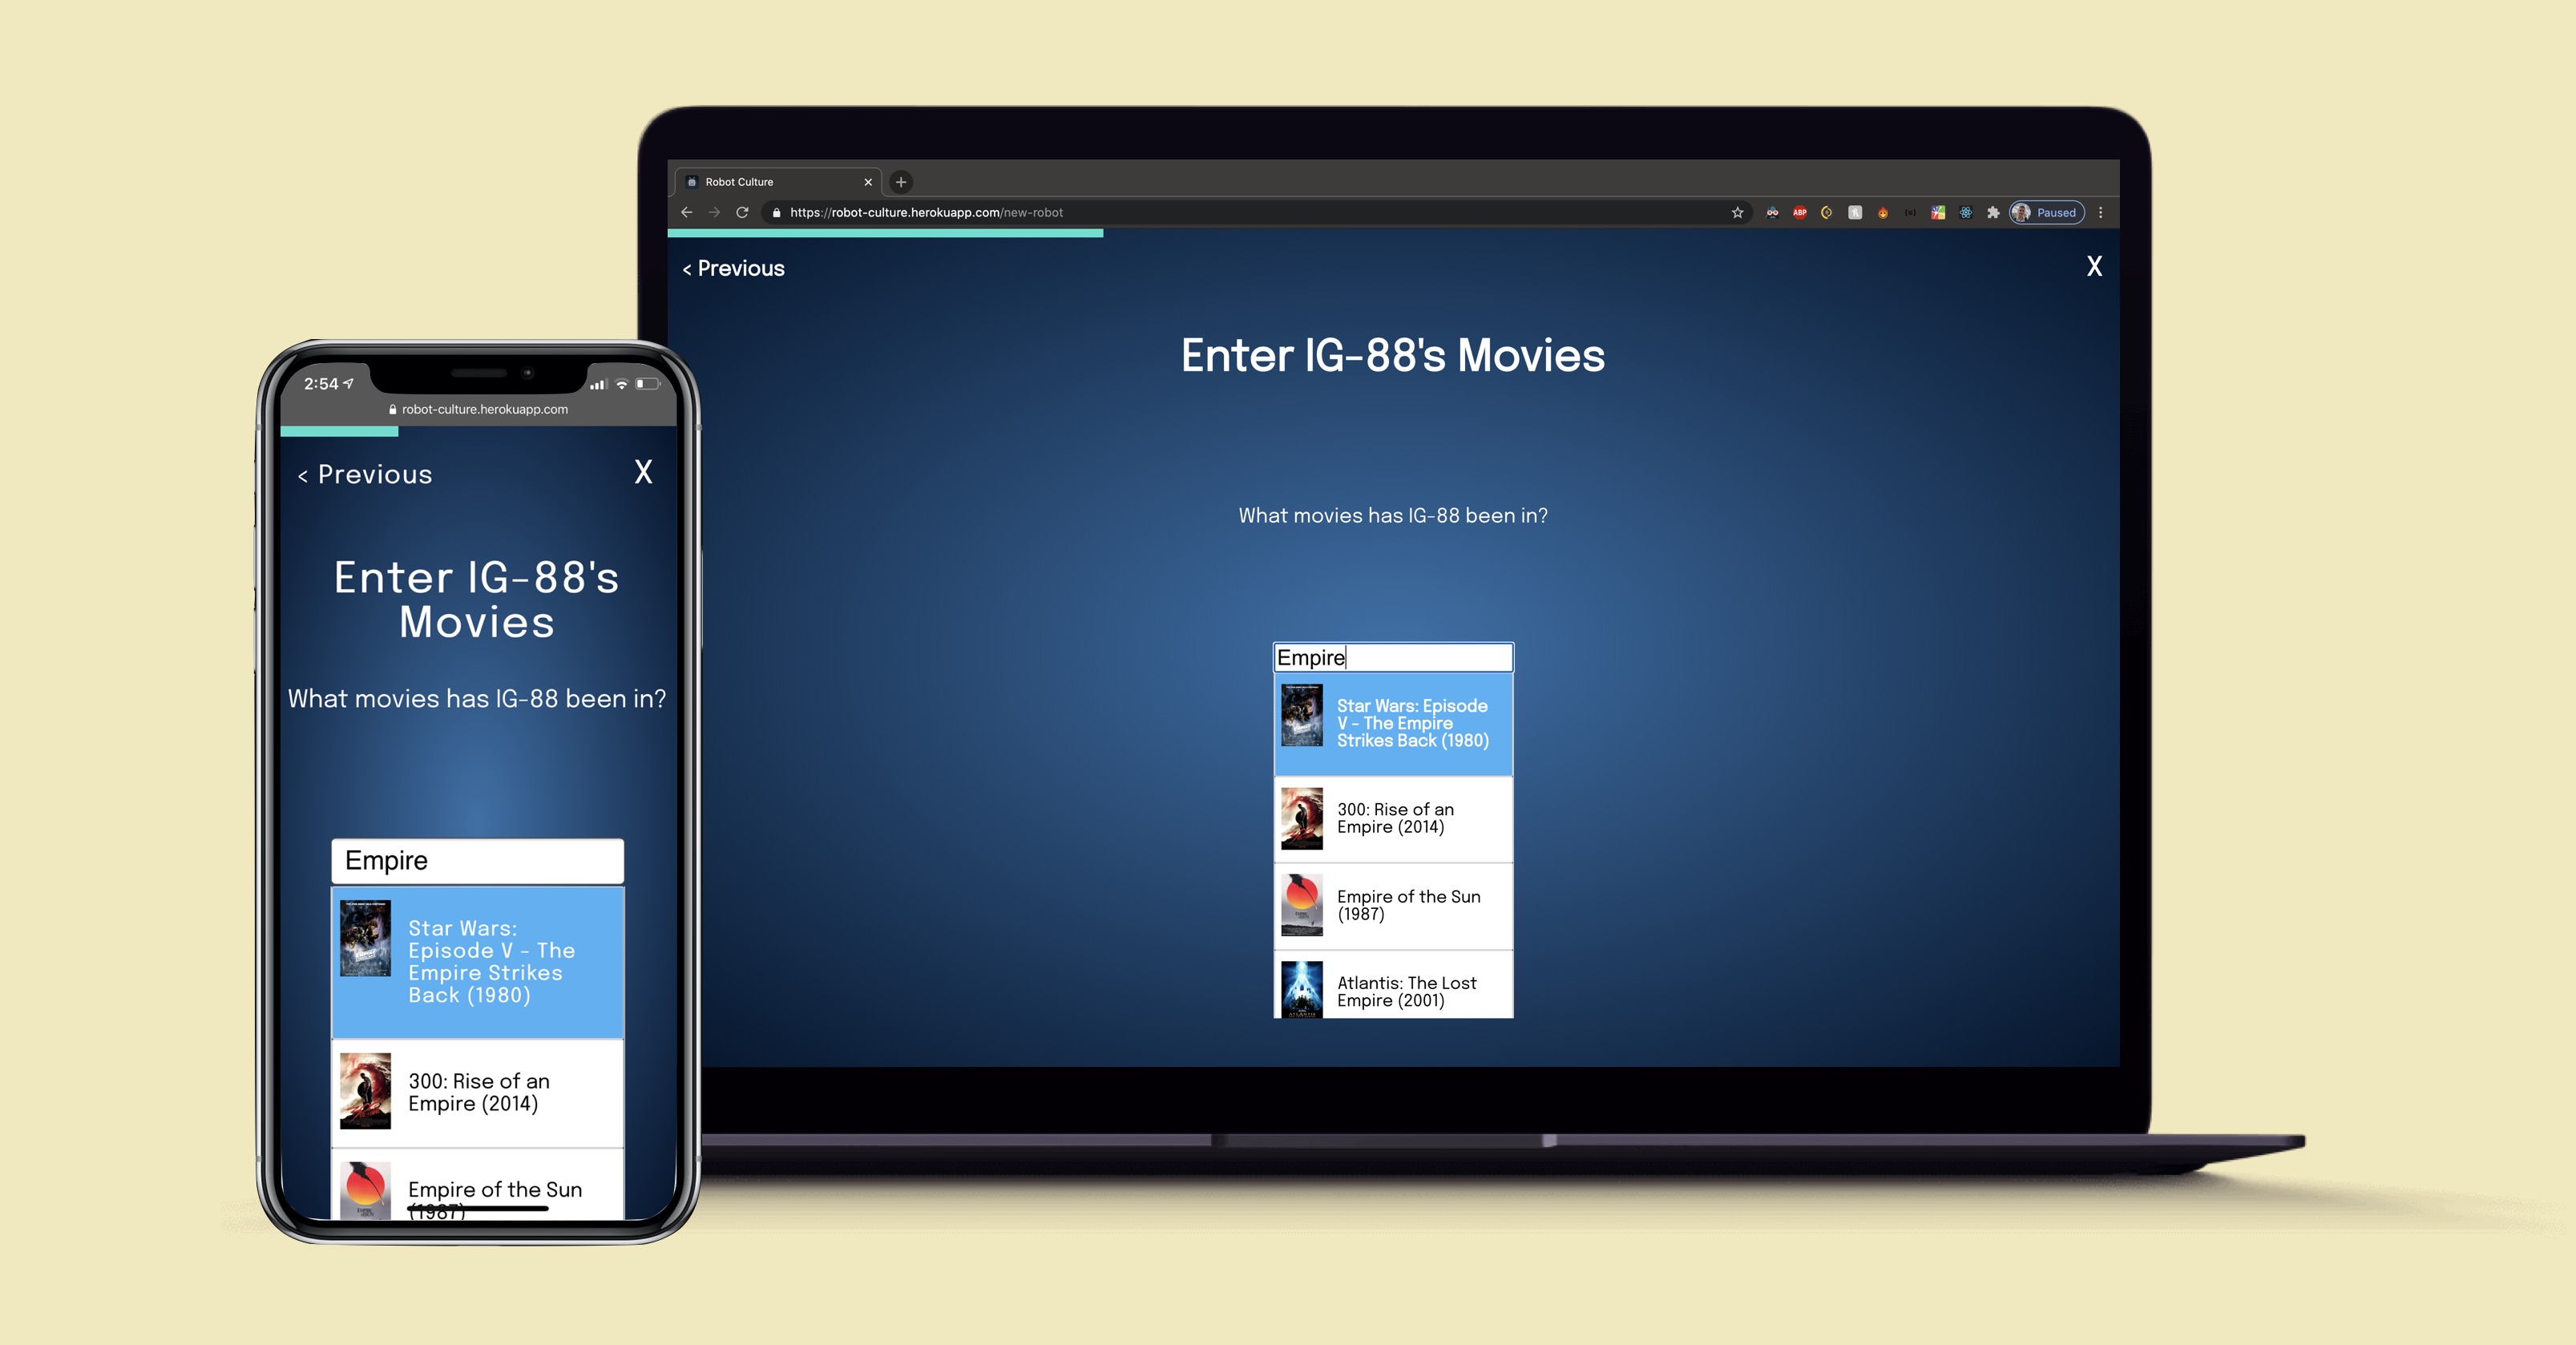 Robot Culture
https://robot-culture.herokuapp.com/new-robot
ABP
Paused
< Previous
X
Enter IG-88's Movies
What movies has IG-88 been in?
Empire
Star Wars: Episode
V - The Empire
Strikes Back (1980)
300: Rise of an
Empire (2014)
Empire of the Sun
(1987)
Atlantis: The Lost
Empire (2001)
ATLANTIS
2:54
robot-culture.herokuapp.com
< Previous
X
Enter IG-88's
Movies
What movies has IG-88 been in?
Empire
Star Wars:
Episode V - The
Empire Strikes
Back (1980)
300: Rise of an
Empire (2014)
Empire of the Sun
(1987)